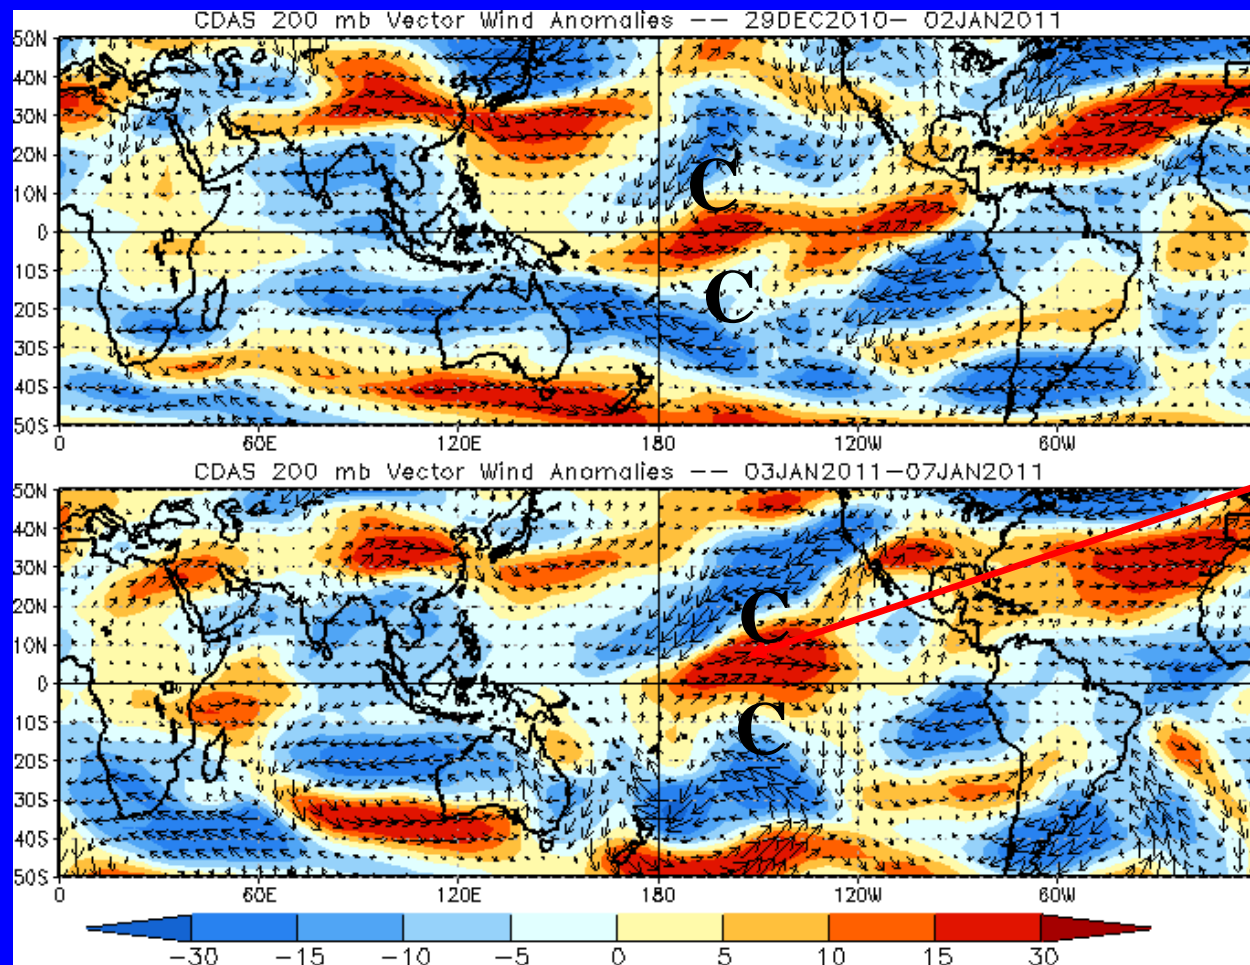 CDAS 200 mb Vector Wind Anomalies -- 29DEC2010- 02JAN2011
50N
40N
30N
20N
C
10N
0
10S
C
20S
30S
40S
50S
0 60E 120E 180 120W 60W
CDAS 200 mb Vector Wind Anomalies -- 03JAN2011-07JAN2011
50N
40N
30N
20N
C
10N
0
10S
C
20S
30S
40S
50S
0 60E 120E 180 120W 60W
-30 -15 -10 -5 0 5 10 15 30